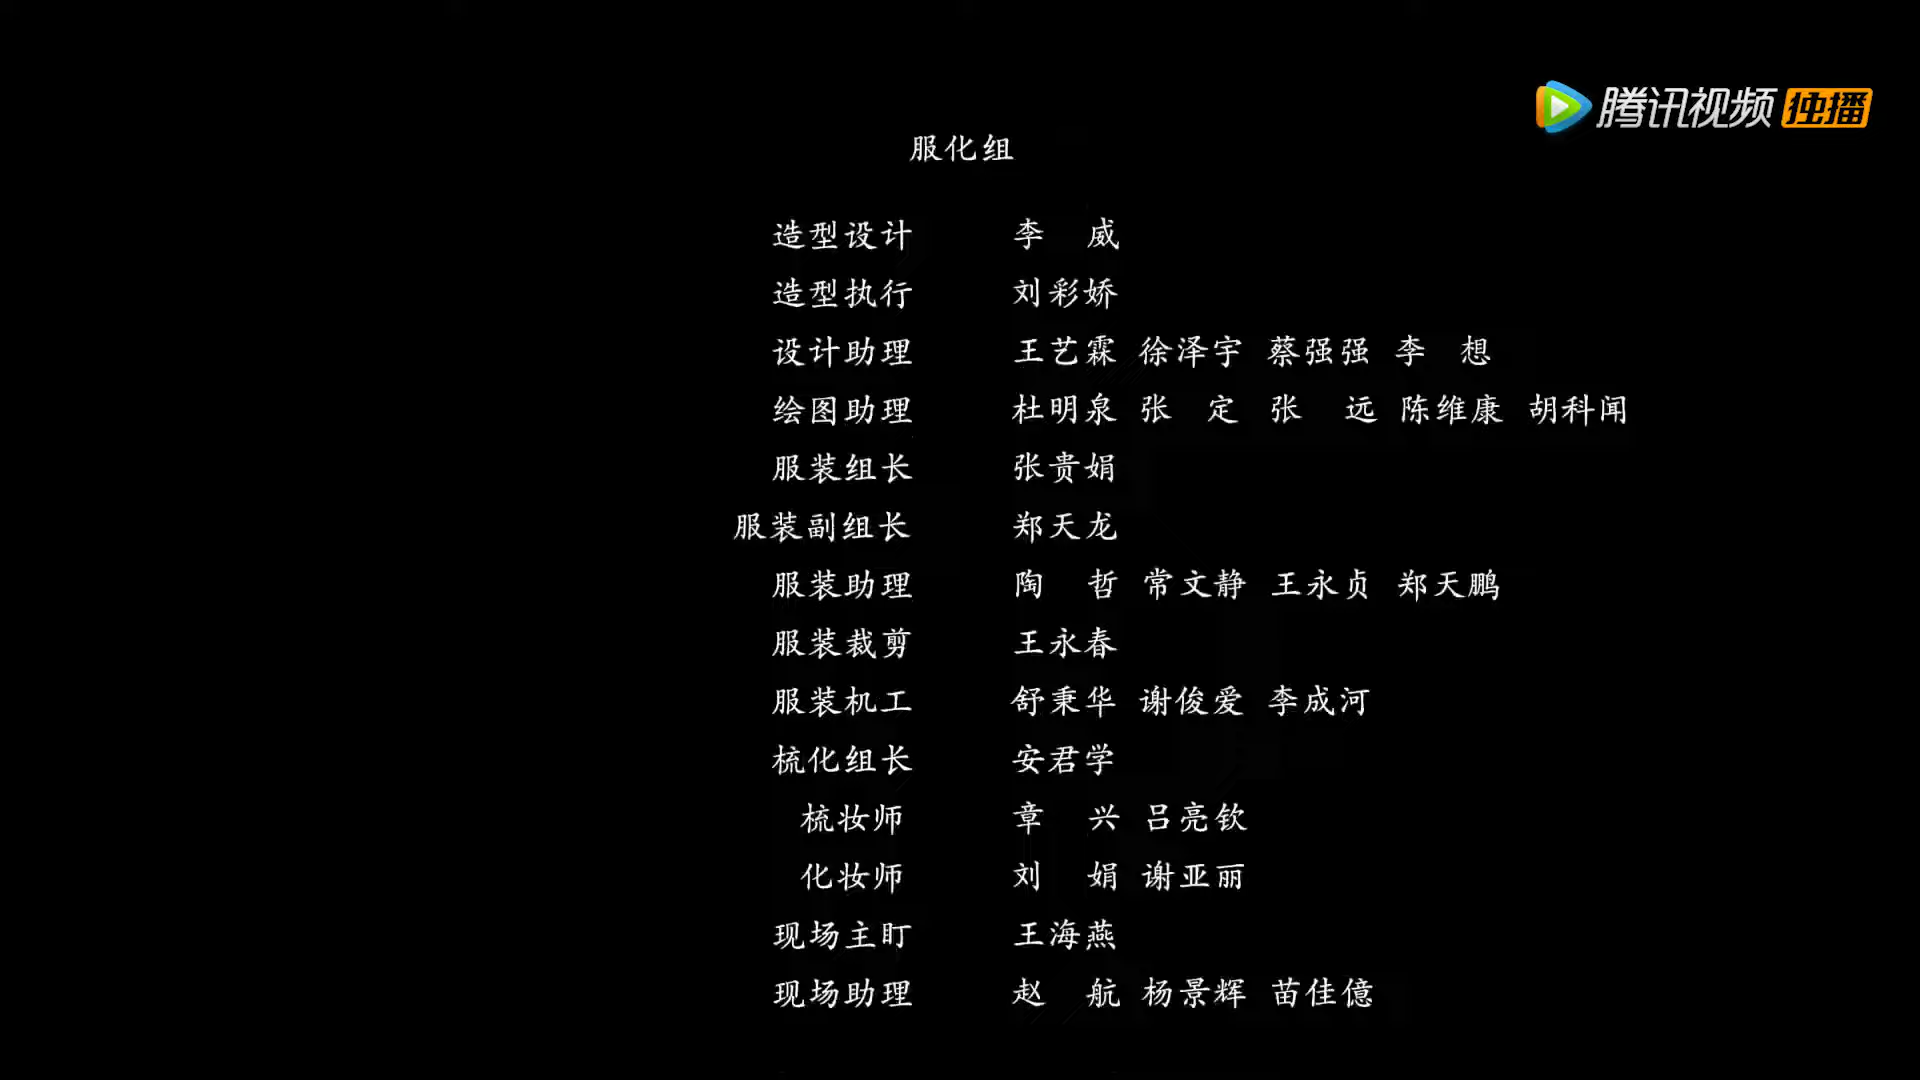 腾讯视频 独播
服化组
造型设计 李 威
造型执行 刘彩娇
设计助理 王艺霖 徐泽宇 蔡强强 李 想
绘图助理 杜明泉 张 定 张 远 陈维康 胡科闻
服装组长 张贵娟
服装副组长 郑天龙
服装助理 陶 哲 常文静 王永贞 郑天鹏
服装裁剪 王永春
服装机工 舒秉华 谢俊爱 李成河
梳化组长 安君学
梳妆师 章 兴 吕亮钦
化妆师 刘 娟 谢亚丽
现场主盯 王海燕
现场助理 赵 航 杨景辉 苗佳億